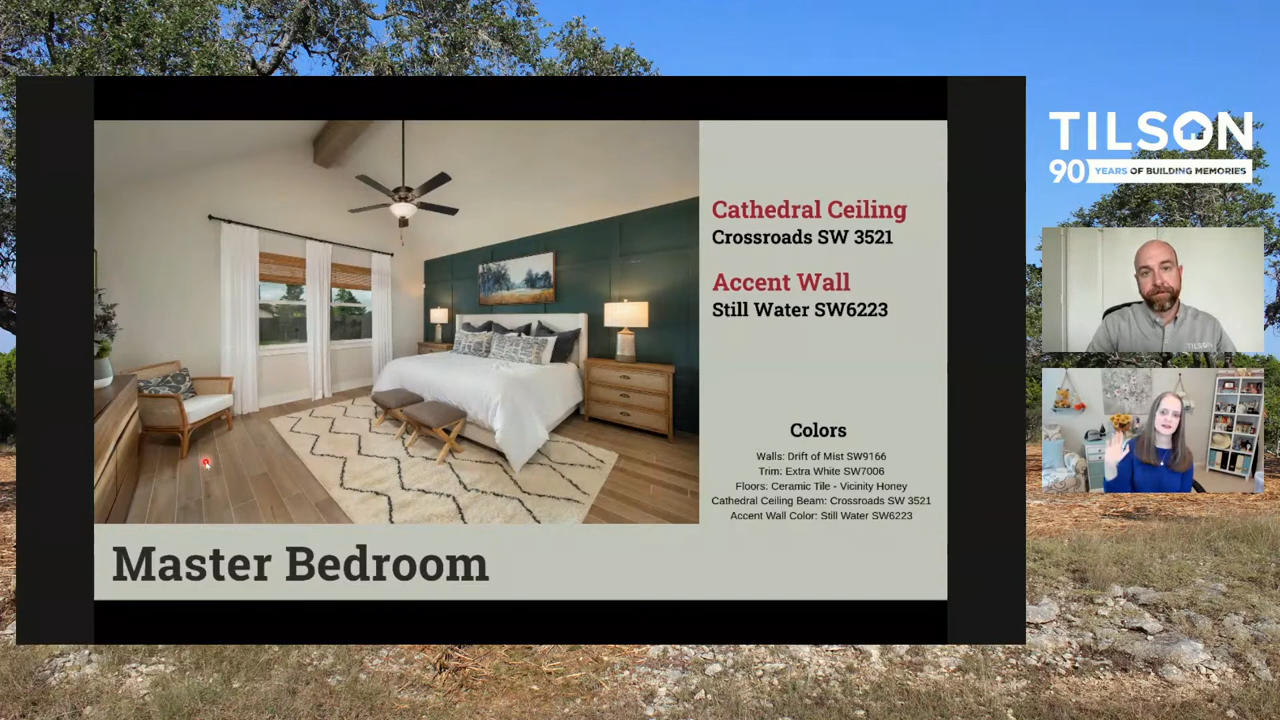 Cathedral Ceiling
Crossroads SW 3521
Accent Wall
Still Water SW6223
Colors
Walls: Drift of Mist SW9166
Trim: Extra White SW7006
Floors: Ceramic Tile - Vicinity Honey
Cathedral Ceiling Beam: Crossroads SW 3521
Accent Wall Color: Still Water SW6223
Master Bedroom
TILSON
90 YEARS OF BUILDING MEMORIES
TILSON